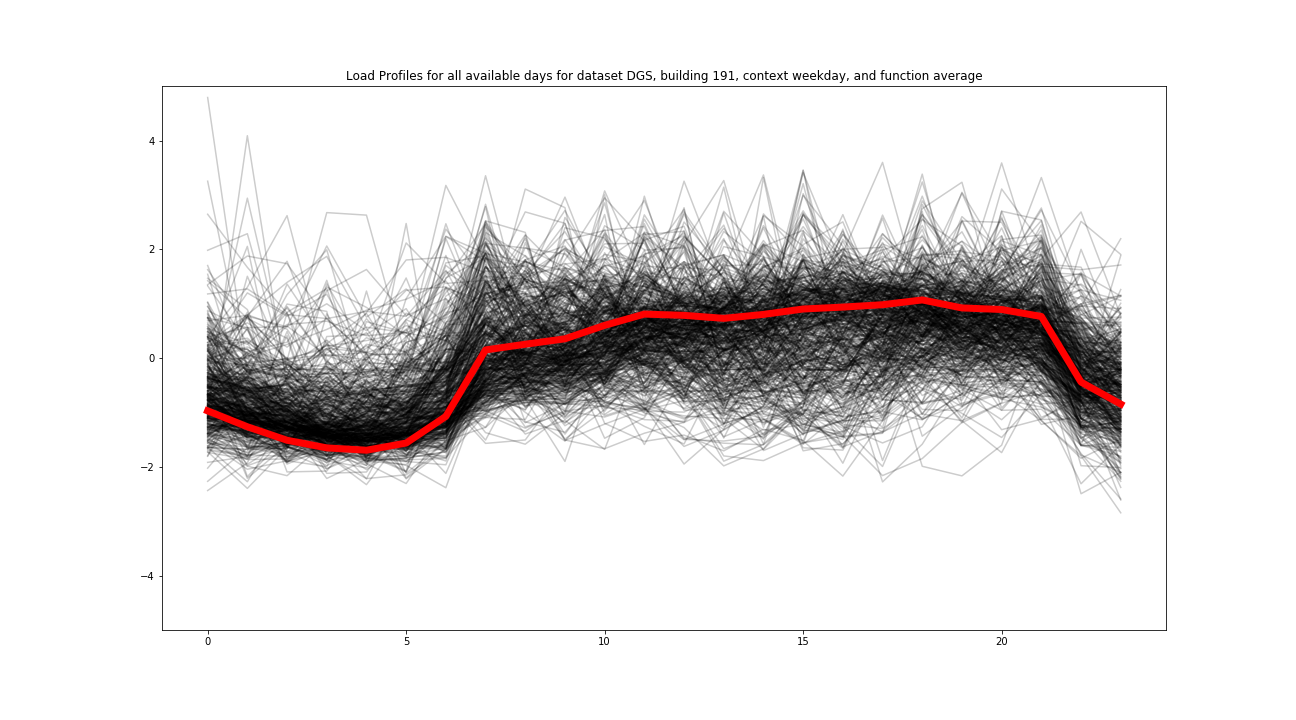 Load Profiles for all available days for dataset DGS, building 191, context weekday, and function average
4
2
0
−2
−4
0 5 10 15 20